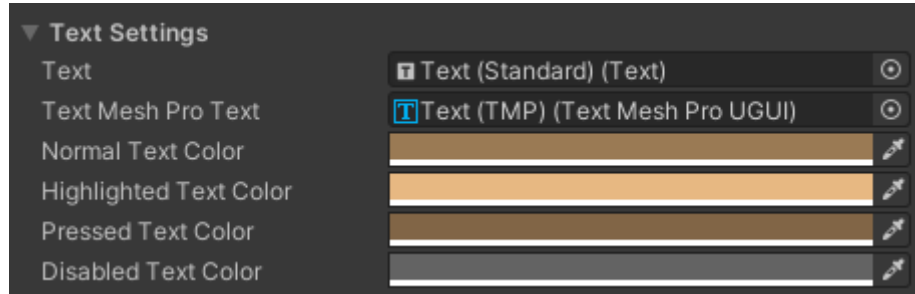 Text Settings
Text T Text (Standard) (Text)
Text Mesh Pro Text T Text (TMP) (Text Mesh Pro UGUI)
Normal Text Color
Highlighted Text Color
Pressed Text Color
Disabled Text Color